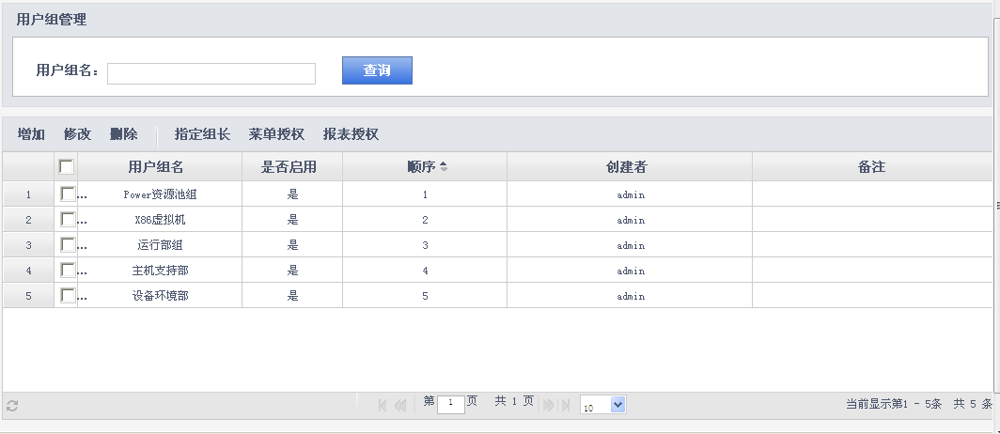 用户组管理
用户组名： 查询
增加 修改 删除 指定组长 菜单授权 报表授权
用户组名 是否启用 顺序 创建者 备注
1 ... Power资源池组 是 1 admin
2 ... X86虚拟机 是 2 admin
3 ... 运行部组 是 3 admin
4 ... 主机支持部 是 4 admin
5 ... 设备环境部 是 5 admin
第 1 页 共 1 页 10 当前显示第1 - 5条 共 5 条